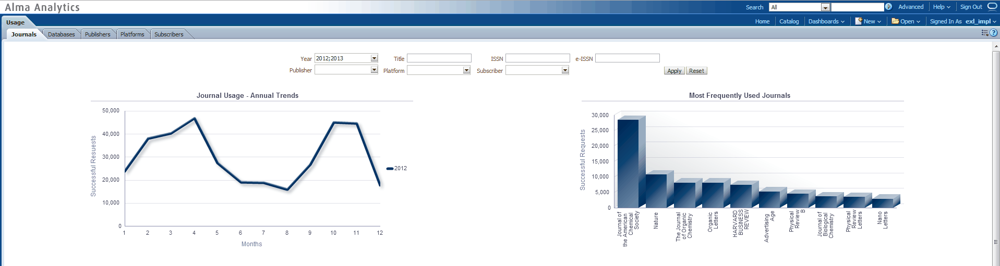 Alma Analytics
Search All Advanced Help Sign Out
Usage
Home Catalog Dashboards New Open Signed In As exl_impl
Journals Databases Publishers Platforms Subscribers
Year 2012;2013 Title ISSN e-ISSN
Publisher Platform Subscriber Apply Reset
Journal Usage - Annual Trends
Successful Resuests
50,000
40,000
30,000
20,000
10,000
0
1 2 3 4 5 6 7 8 9 10 11 12
Months
2012
Most Frequently Used Journals
Successful Requests
30,000
25,000
20,000
15,000
10,000
5,000
0
Journal of
the American
Chemical
Society
Nature
The Journal
of Organic
Chemistry
Organic
Letters
HARVARD
BUSINESS
REVIEW
Advertising
Age
Physical
Review
B
Journal of
Biological
Chemistry
Physical
Review
Letters
Nano
Letters